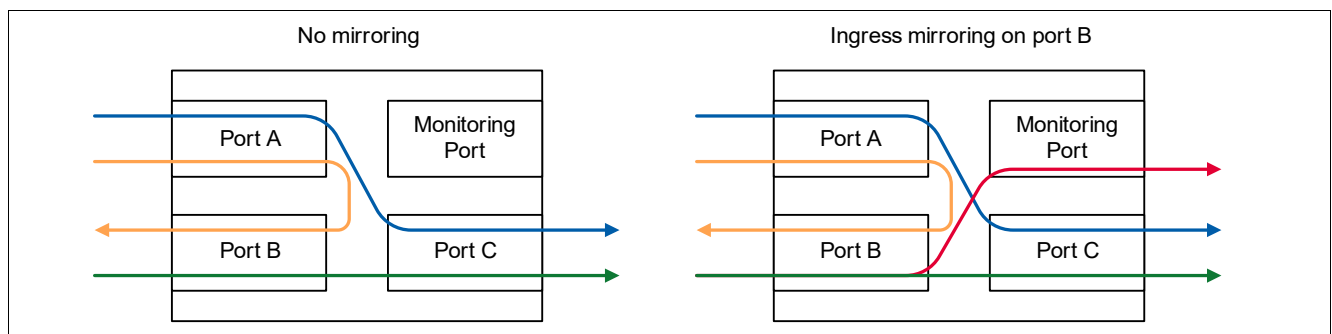 No mirroring
Port A
Monitoring
Port
Port B
Port C
Ingress mirroring on port B
Port A
Monitoring
Port
Port B
Port C